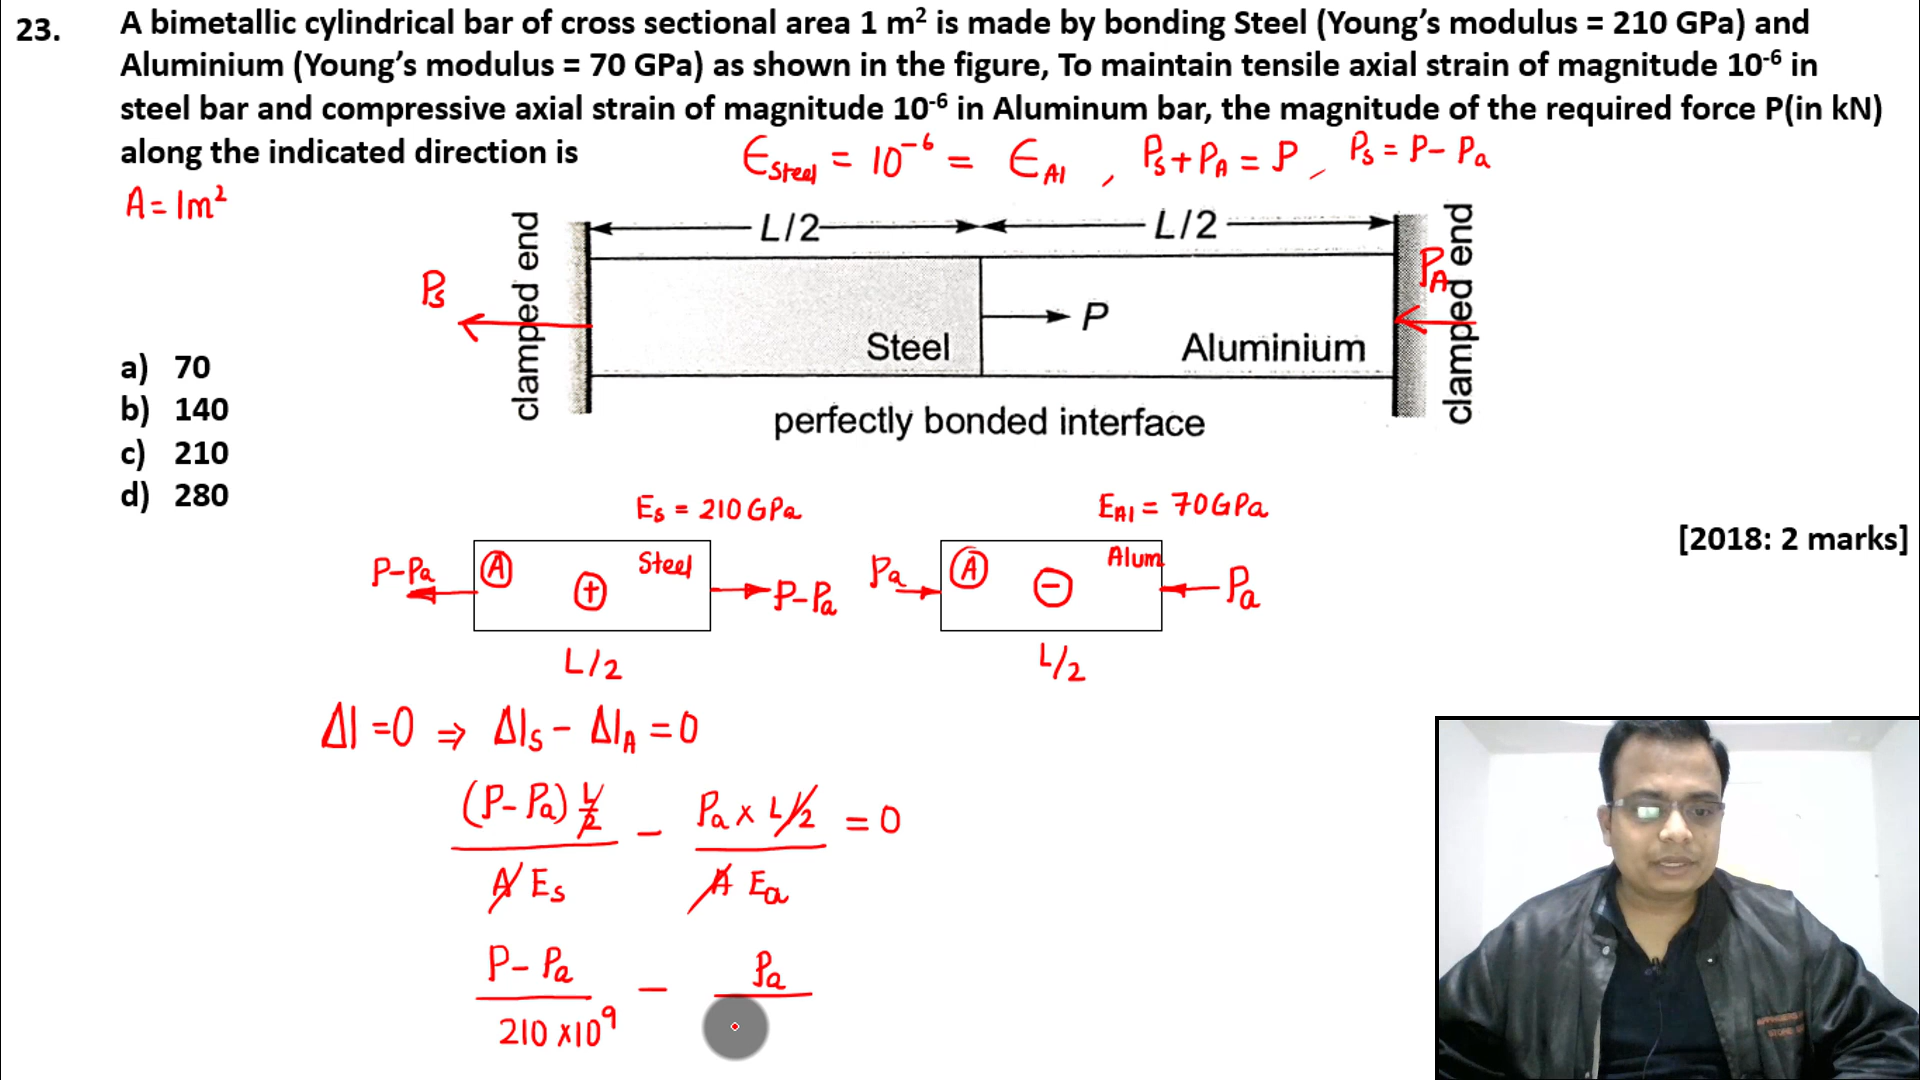 23. A bimetallic cylindrical bar of cross sectional area 1 m² is made by bonding Steel (Young's modulus = 210 GPa) and
Aluminium (Young's modulus = 70 GPa) as shown in the figure, To maintain tensile axial strain of magnitude 10⁻⁶ in
steel bar and compressive axial strain of magnitude 10⁻⁶ in Aluminum bar, the magnitude of the required force P(in kN)
along the indicated direction is
ϵSteel = 10⁻⁶ = ϵAl , Ps+PA = P , Ps = P- Pa
A = 1m²
clamped end
L/2
L/2
clamped end
Ps
PA
P
Steel
Aluminium
perfectly bonded interface
a) 70
b) 140
c) 210
d) 280
[2018: 2 marks]
Es = 210 GPa
EAl = 70 GPa
P-Pa
A
+
Steel
P-Pa
Pa
A
-
Alum
Pa
L/2
L/2
Δl =0 ⇒ Δls - ΔlA = 0
(P-Pa) L/2 / A Es - Pa x L/2 / A Ea = 0
P- Pa / 210 x10⁹ - Pa